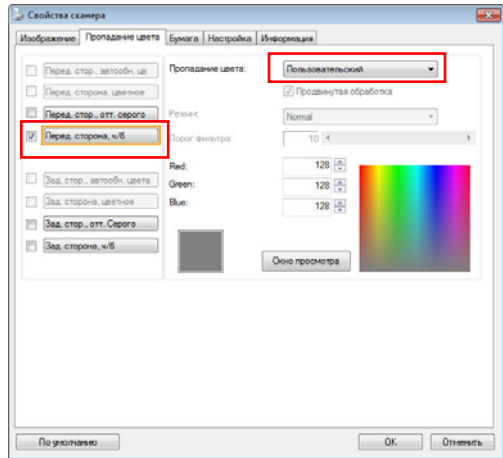 Свойства сканера
Изображение Пропадание цвета Бумага Настройка Информация
Перед. стор., автообн. цв
Перед. сторона, цветное
Перед. стор., отт. серого
Перед. сторона, ч/б
Зад. стор., автообн. цвета
Зад. сторона, цветное
Зад. стор., отт. Серого
Зад. сторона, ч/б
Пропадание цвета: Пользовательский
Продвинутая обработка
Режим: Normal
Порог Фильтра: 10
Red: 128
Green: 128
Blue: 128
Окно просмотра
По умолчанию OK Отменить